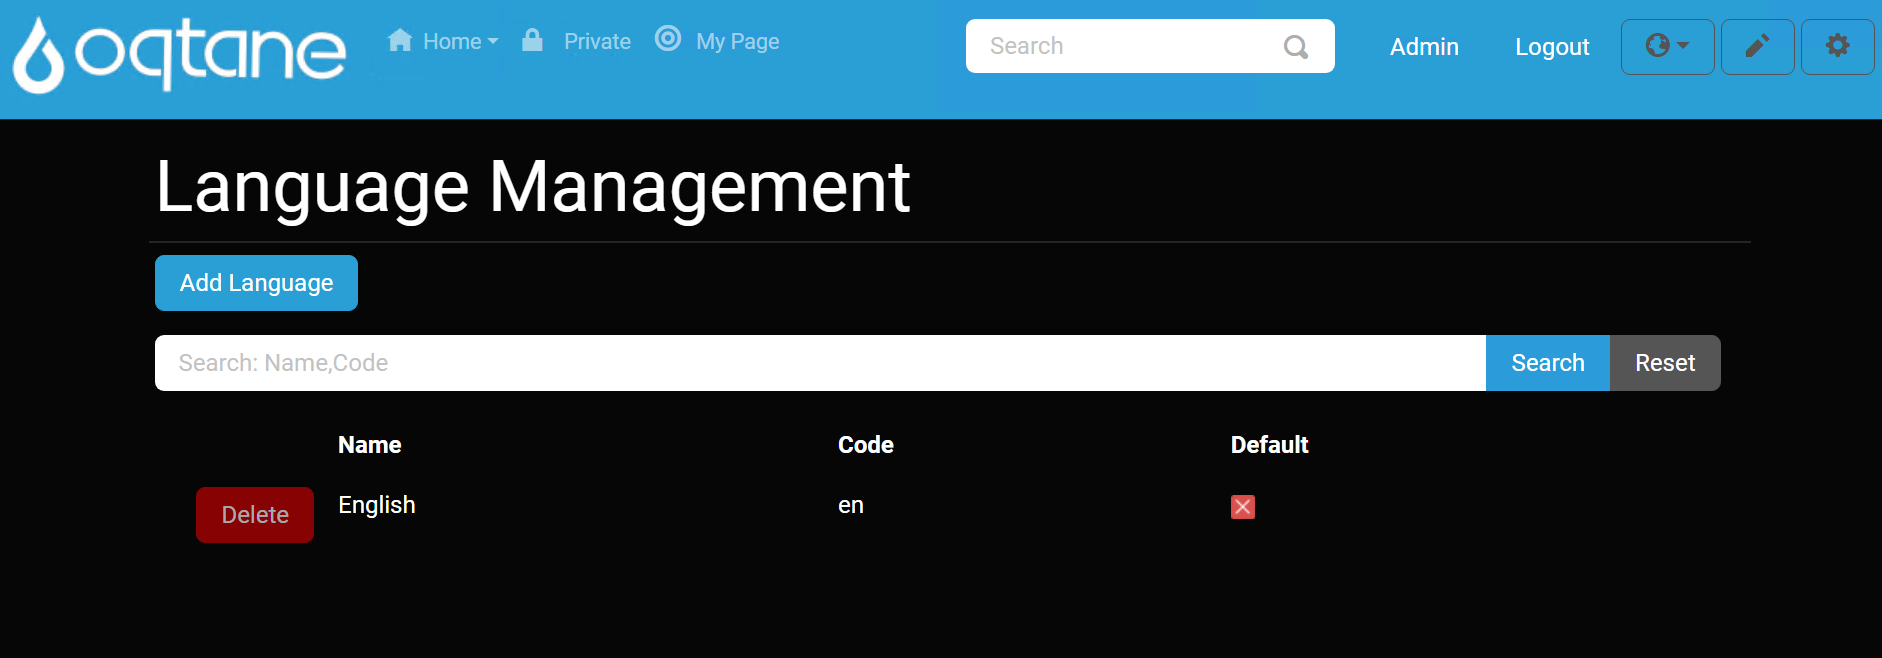 oqtane Home Private My Page Search Admin Logout
Language Management
Add Language
Search: Name,Code Search Reset
Name Code Default
Delete English en